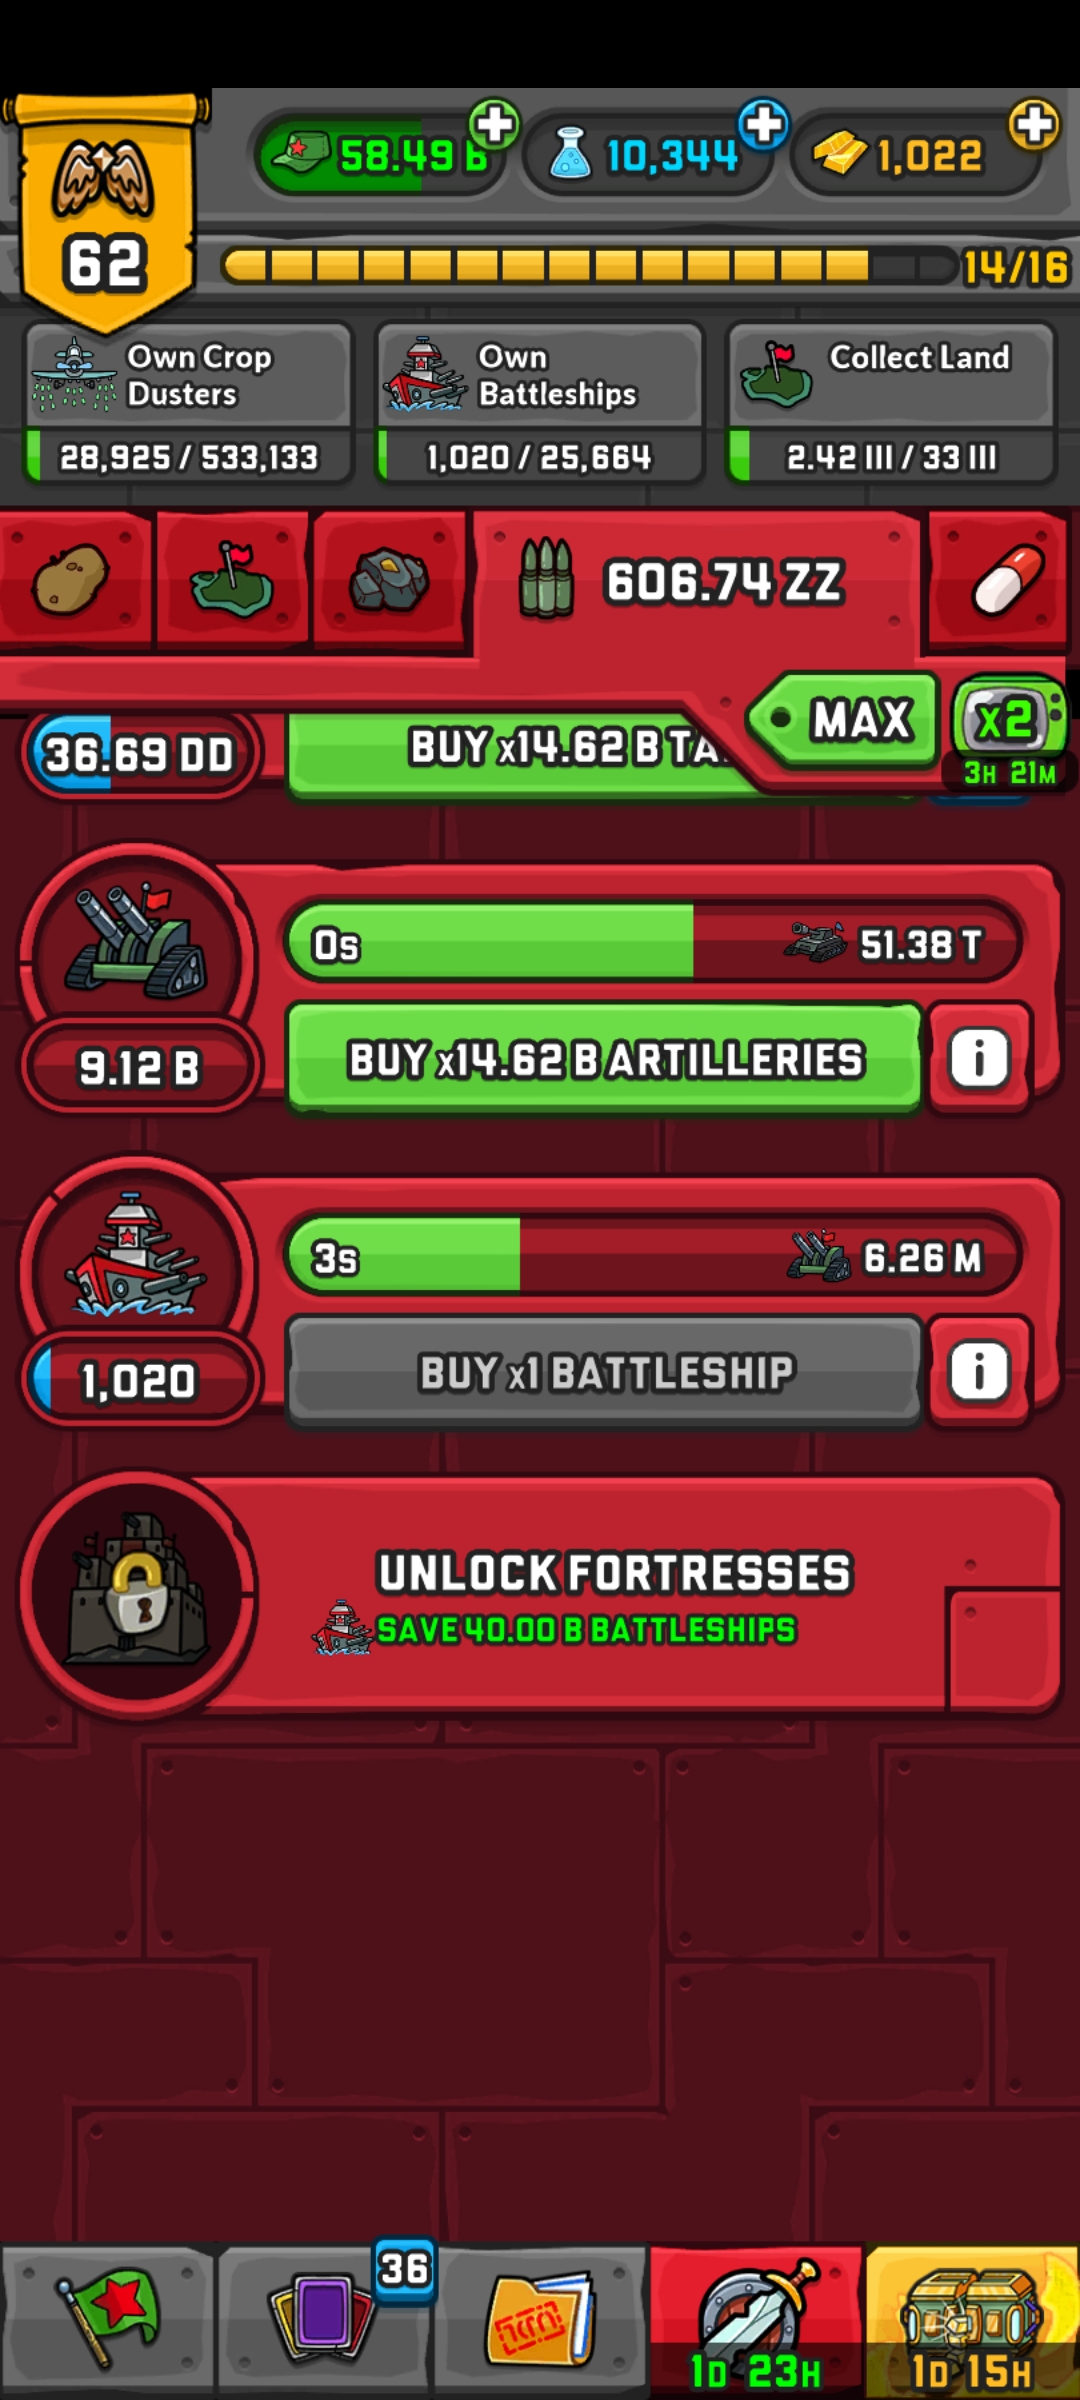 58.49 B
10,344
1,022
62
14/16
Own Crop
Dusters
28,925 / 533,133
Own
Battleships
1,020 / 25,664
Collect Land
2.42 III / 33 III
606.74 ZZ
MAX
x2
3H 21M
36.69 DD
BUY x14.62 B TA
0s
51.38 T
9.12 B
BUY x14.62 B ARTILLERIES
i
3s
6.26 M
1,020
BUY x1 BATTLESHIP
i
UNLOCK FORTRESSES
SAVE 40.00 B BATTLESHIPS
36
1D 23H
1D 15H